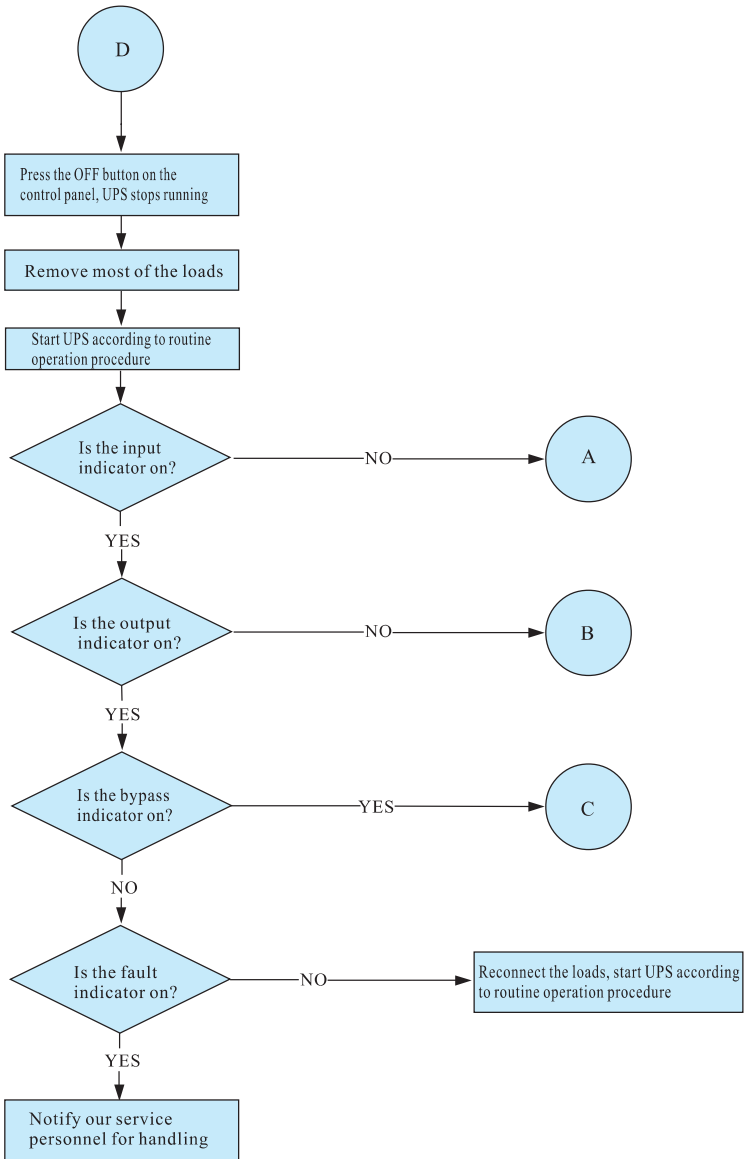 D
Press the OFF button on the
control panel, UPS stops running
Remove most of the loads
Start UPS according to routine
operation procedure
Is the input
indicator on?
NO
A
YES
Is the output
indicator on?
NO
B
YES
Is the bypass
indicator on?
YES
C
NO
Is the fault
indicator on?
NO
Reconnect the loads, start UPS according
to routine operation procedure
YES
Notify our service
personnel for handling